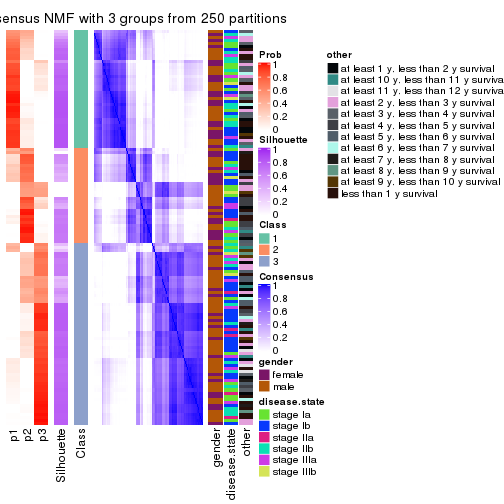 sensus NMF with 3 groups from 250 partitions
Prob
1
0.8
0.6
0.4
0.2
0
Silhouette
1
0.8
0.6
0.4
0.2
0
Class
1
2
3
Consensus
1
0.8
0.6
0.4
0.2
0
gender
female
male
disease.state
stage Ia
stage Ib
stage IIa
stage IIb
stage IIIa
stage IIIb
other
at least 1 y. less than 2 y survival
at least 10 y. less than 11 y survival
at least 11 y. less than 12 y survival
at least 2 y. less than 3 y survival
at least 3 y. less than 4 y survival
at least 4 y. less than 5 y survival
at least 5 y. less than 6 y survival
at least 6 y. less than 7 y survival
at least 7 y. less than 8 y survival
at least 8 y. less than 9 y survival
at least 9 y. less than 10 y survival
less than 1 y survival
p1
p2
p3
Silhouette
Class
gender
disease.state
other